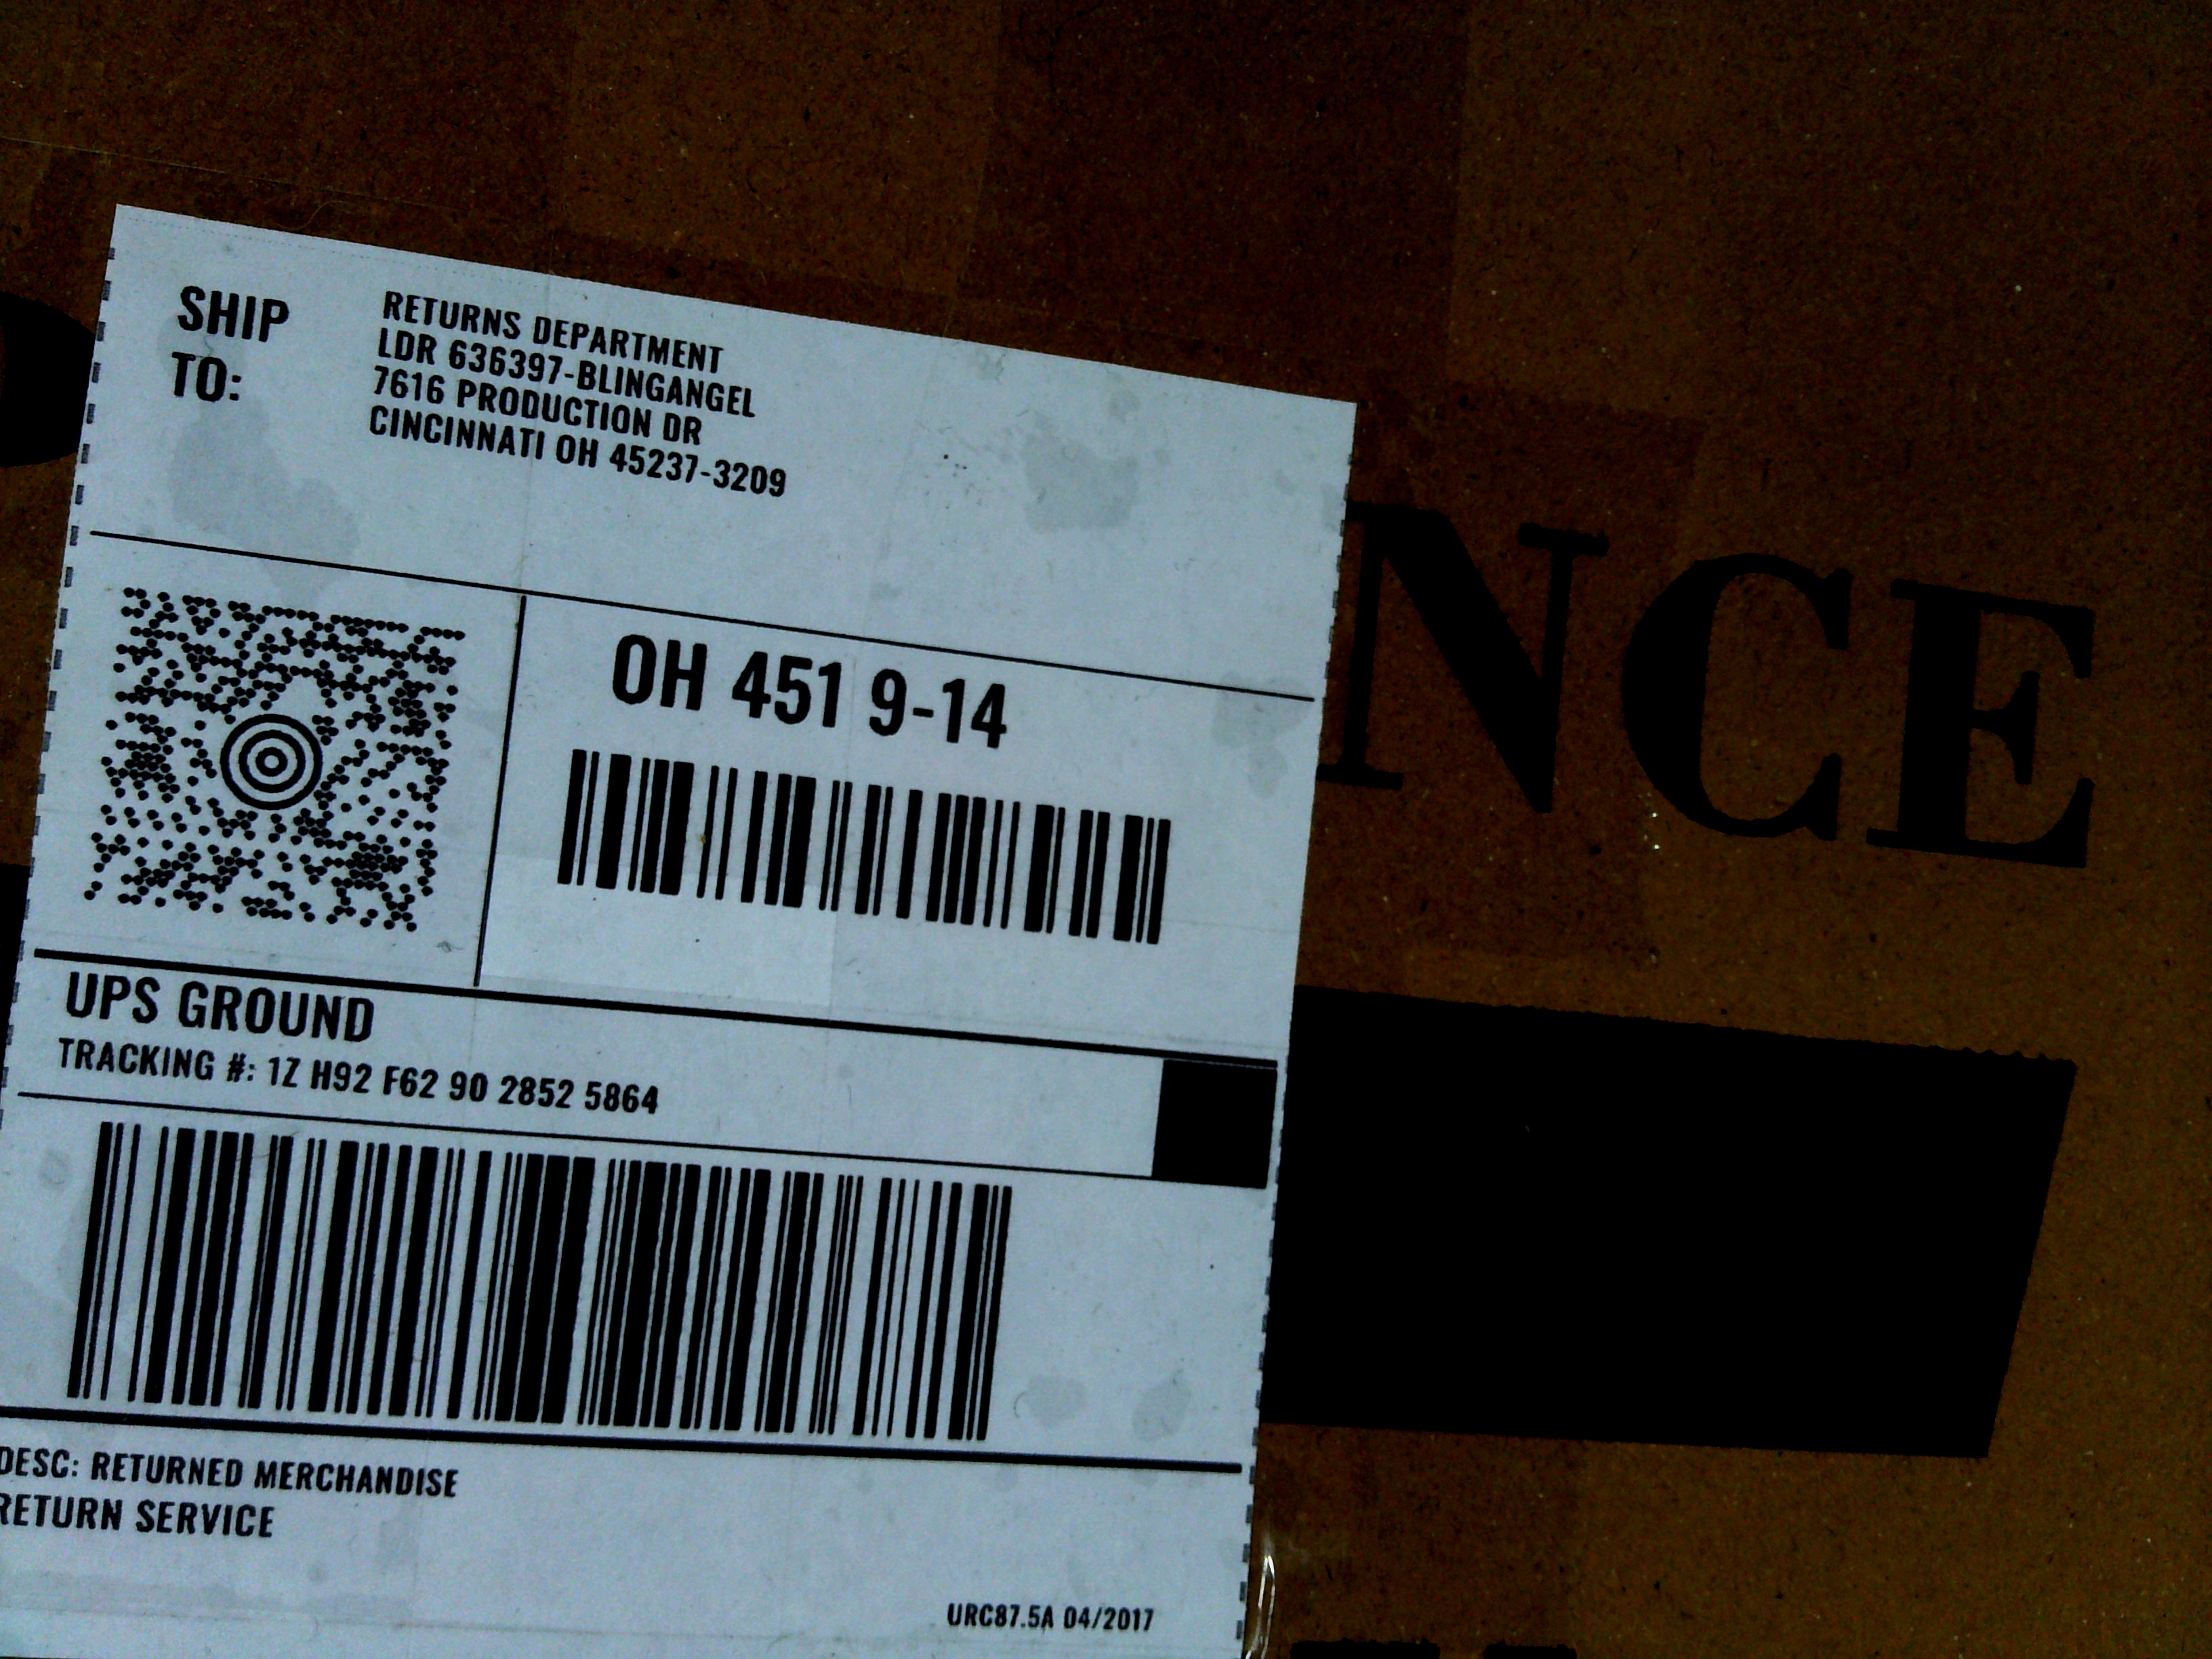 SHIP TO:
RETURNS DEPARTMENT
LDR 636397-BLINGANGEL
7616 PRODUCTION DR
CINCINNATI OH 45237-3209
OH 451 9-14
UPS GROUND
TRACKING #: 1Z H92 F62 90 2852 5864
DESC: RETURNED MERCHANDISE
RETURN SERVICE
URC87.5A 04/2017
NCE